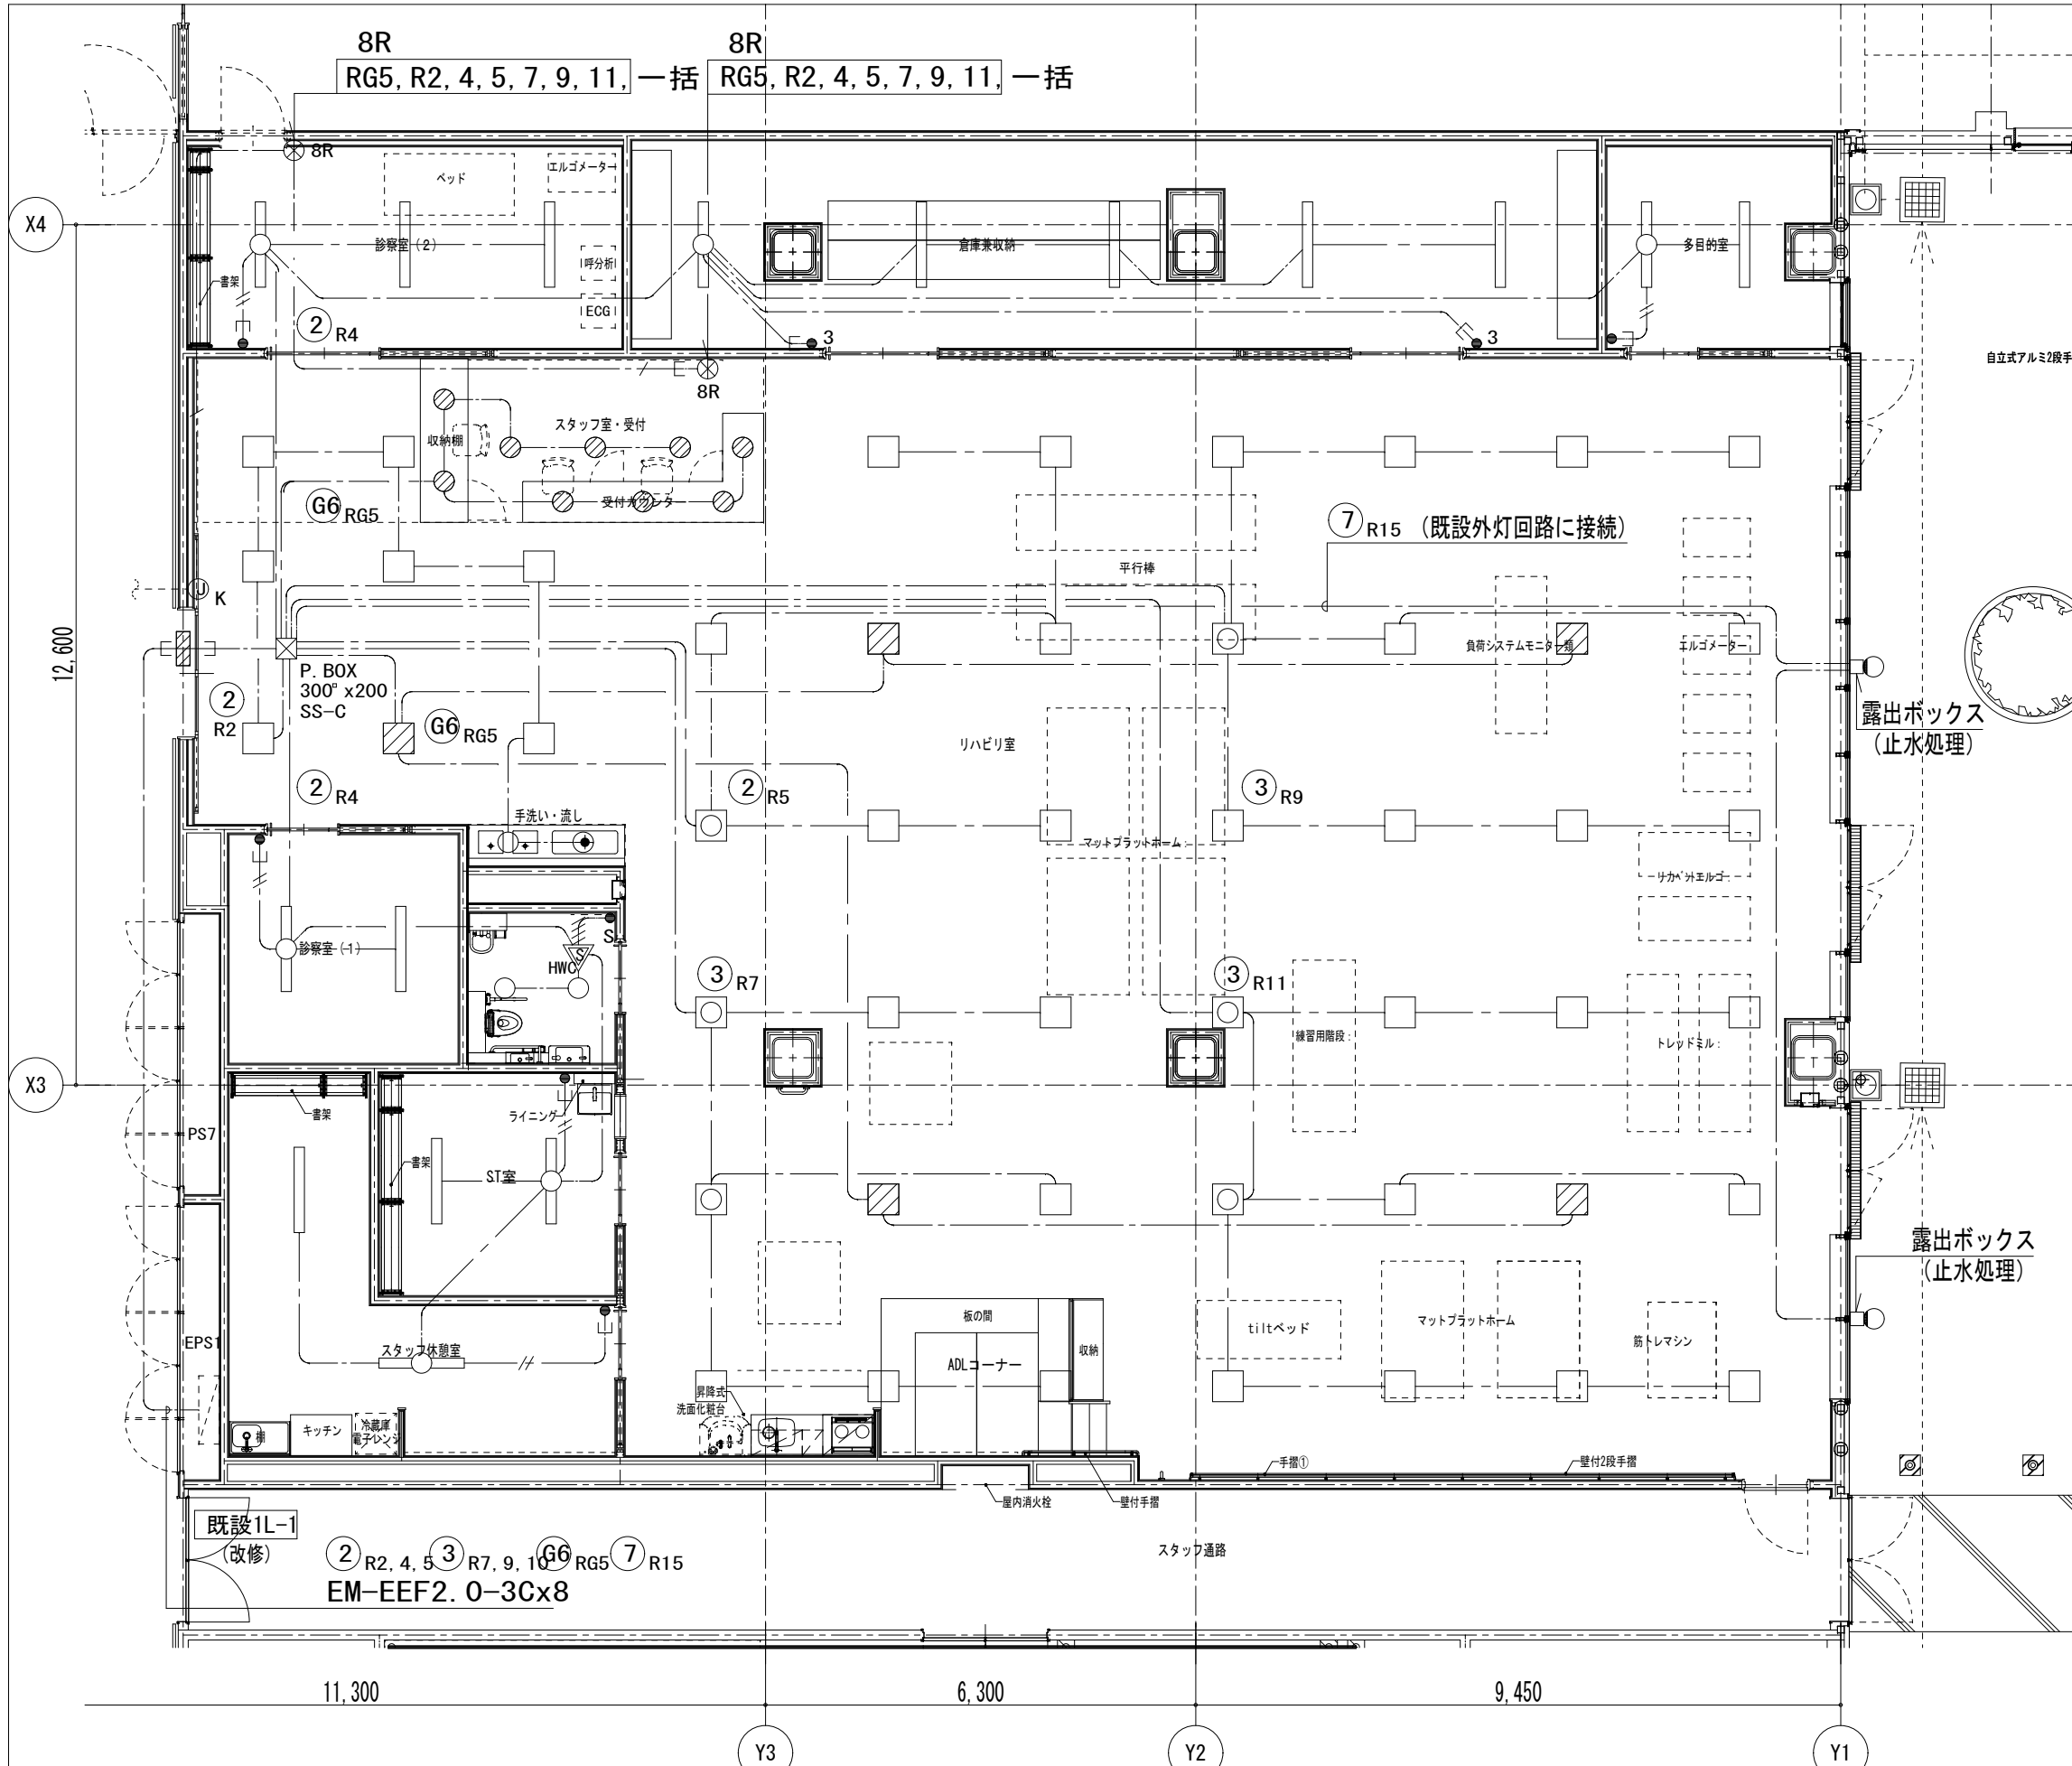 8R
RG5, R2, 4, 5, 7, 9, 11, 一括
8R
RG5, R2, 4, 5, 7, 9, 11, 一括
8R
ベッド
エルゴメーター
X4
診察室(2)
呼分析
ECG
書架
倉庫兼収納
多目的室
② R4
3
3
自立式アルミ2段手
8R
スタッフ室・受付
収納棚
受付カウンター
G6 RG5
⑦ R15 (既設外灯回路に接続)
平行棒
K
12,600
P. BOX
300□x200
SS-C
② R2
G6 RG5
負荷システムモニター類
エルゴメーター
リハビリ室
露出ボックス
(止水処理)
② R4
② R5
③ R9
手洗い・流し
マットプラットホーム
リカベントエルゴ
診察室(1)
S
S
HWC
③ R7
③ R11
練習用階段
トレッドミル
X3
PS7
書架
ライニング
書架
ST室
露出ボックス
(止水処理)
EPS1
スタッフ休憩室
板の間
ADLコーナー
収納
tiltベッド
マットプラットホーム
筋トレマシン
昇降式
洗面化粧台
棚
キッチン
冷蔵庫
電子レンジ
手摺①
壁付2段手摺
屋内消火栓
壁付手摺
既設1L-1
(改修)
② R2, 4, 5 ③ R7, 9, 10 G6 RG5 ⑦ R15
EM-EEF2.0-3Cx8
スタッフ通路
11,300
6,300
9,450
Y3
Y2
Y1